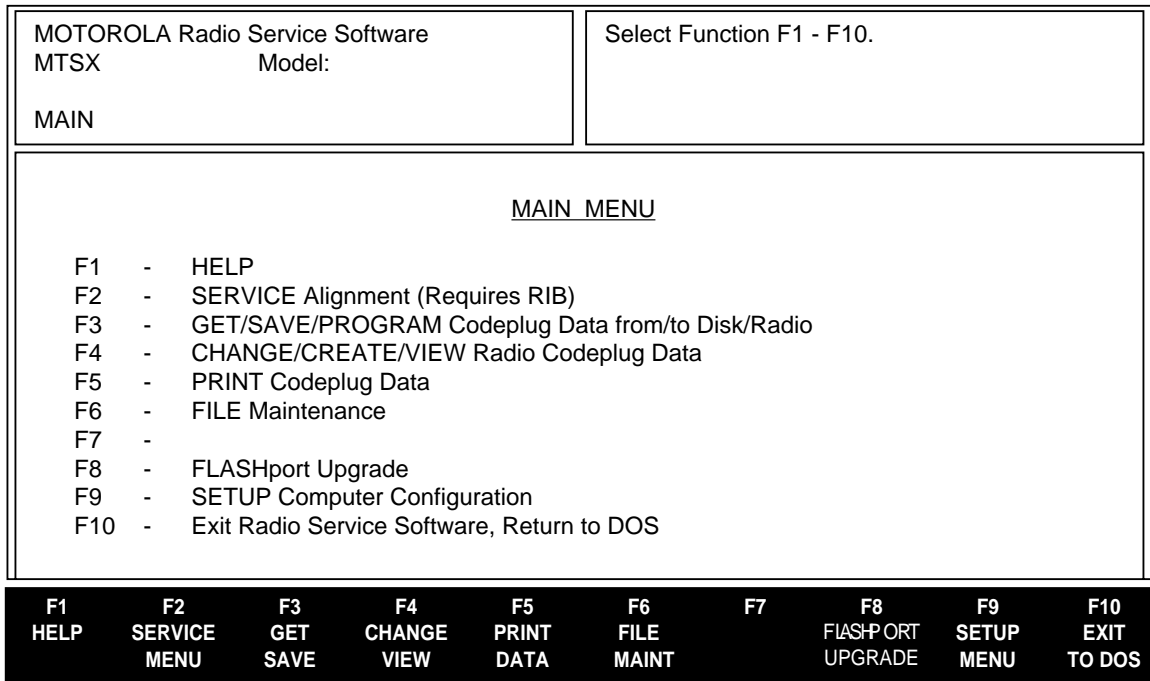 MOTOROLA Radio Service Software
MTSX Model:
MAIN
Select Function F1 - F10.
MAIN MENU
F1 - HELP
F2 - SERVICE Alignment (Requires RIB)
F3 - GET/SAVE/PROGRAM Codeplug Data from/to Disk/Radio
F4 - CHANGE/CREATE/VIEW Radio Codeplug Data
F5 - PRINT Codeplug Data
F6 - FILE Maintenance
F7 -
F8 - FLASHport Upgrade
F9 - SETUP Computer Configuration
F10 - Exit Radio Service Software, Return to DOS
F1 F2 F3 F4 F5 F6 F7 F8 F9 F10
HELP SERVICE GET CHANGE PRINT FILE FLASHPORT SETUP EXIT
MENU SAVE VIEW DATA MAINT UPGRADE MENU TO DOS